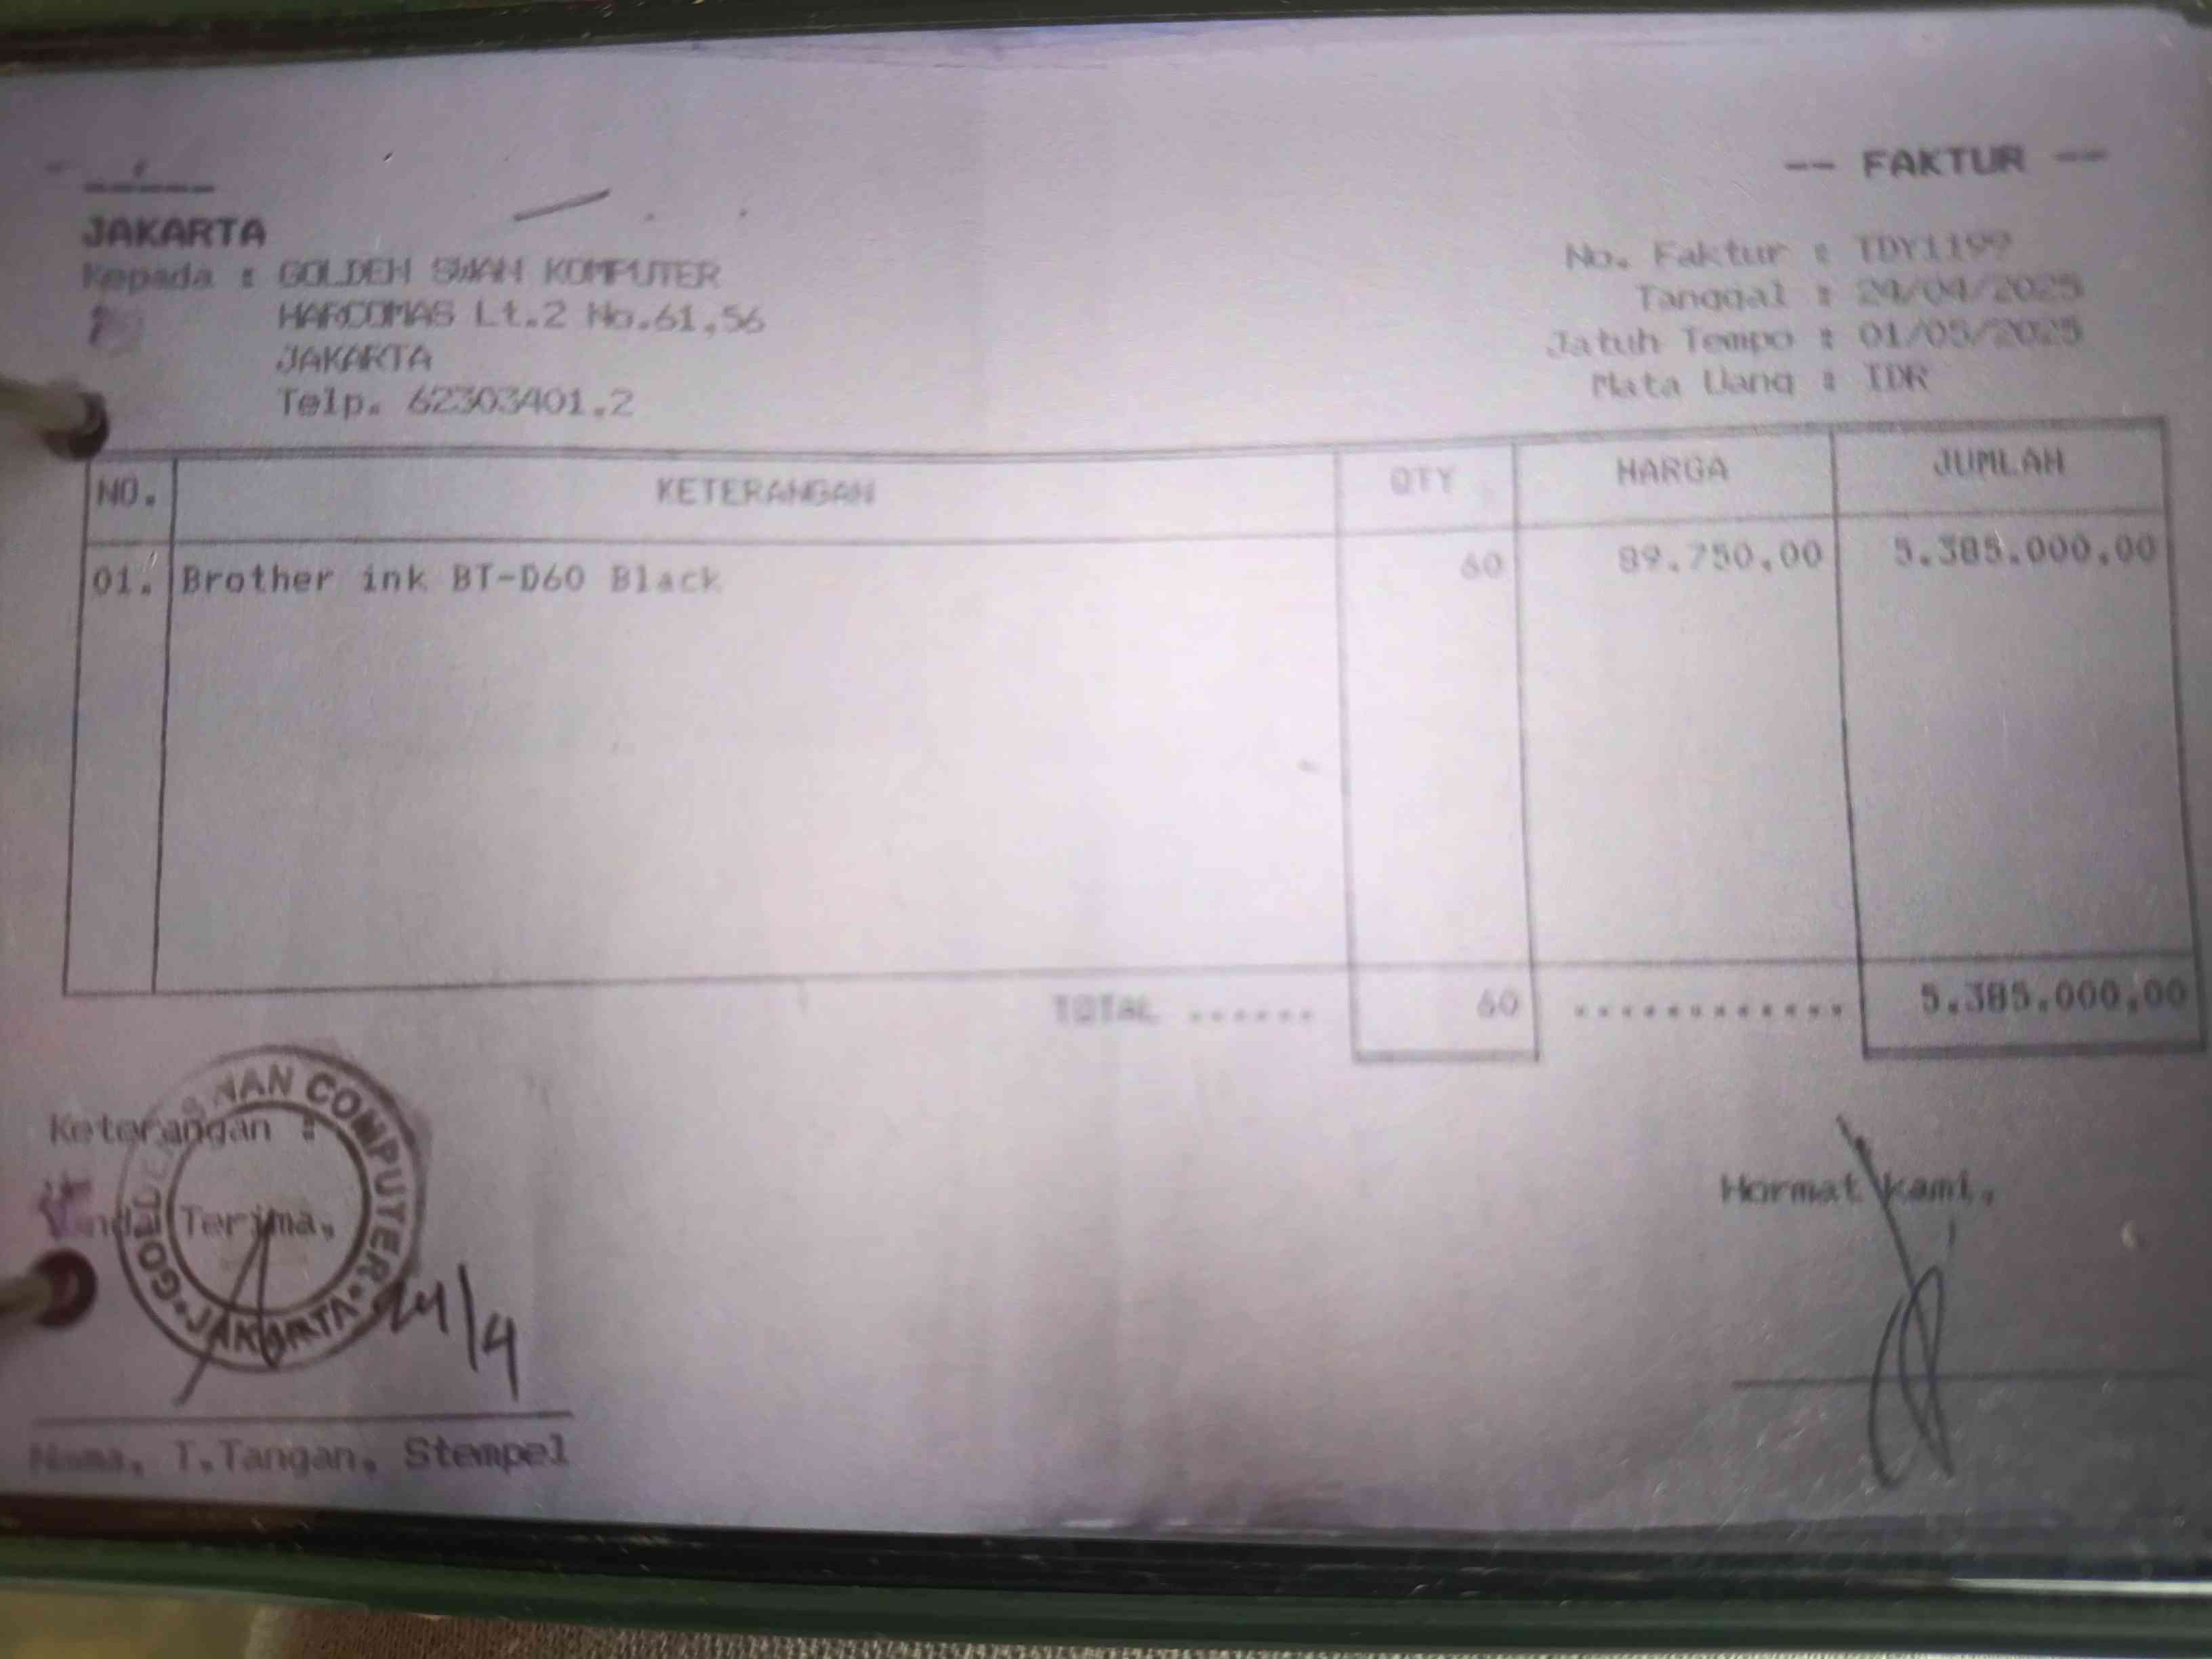 -- FAKTUR --
JAKARTA
Kepada : GOLDEN SWAN KOMPUTER
HARCOMAS Lt.2 No.61,56
JAKARTA
Telp. 62303401.2
No. Faktur : TDY1199
Tanggal : 24/04/2025
Jatuh Tempo : 01/05/2025
Mata Uang : IDR
NO. KETERANGAN QTY HARGA JUMLAH
01. Brother ink BT-D60 Black 60 89.750,00 5.385.000,00
TOTAL ...... 60 ............ 5.385.000,00
Keterangan :
Terima,
GOLDEN SWAN COMPUTER
JAKARTA
24/4
Nama, T.Tangan, Stempel
Hormat kami,